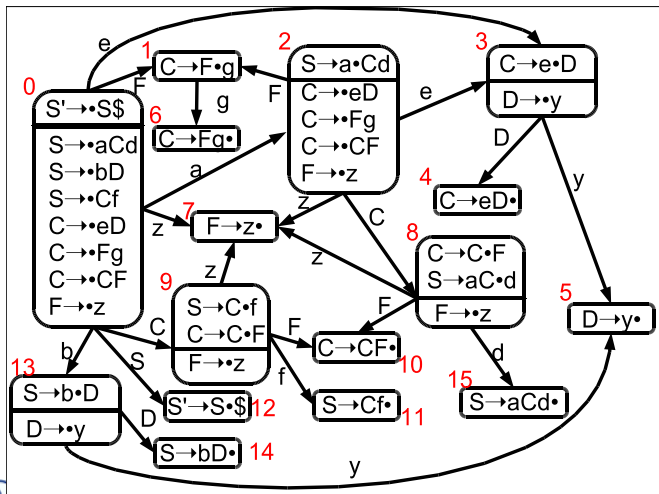 e
0
S'→•S$
S→•aCd
S→•bD
S→•Cf
C→•eD
C→•Fg
C→•CF
F→•z
F
1
C→F•g
g
6
C→Fg•
2
S→a•Cd
C→•eD
C→•Fg
C→•CF
F→•z
F
a
e
3
C→e•D
D→•y
D
y
4
C→eD•
z
7
F→z•
z
C
z
8
C→C•F
S→aC•d
F→•z
5
D→y•
9
S→C•f
C→C•F
F→•z
z
C
F
F
C→CF•
10
f
S→Cf•
11
d
15
S→aCd•
b
S
13
S→b•D
D→•y
D
S'→S•$
12
S→bD•
14
y